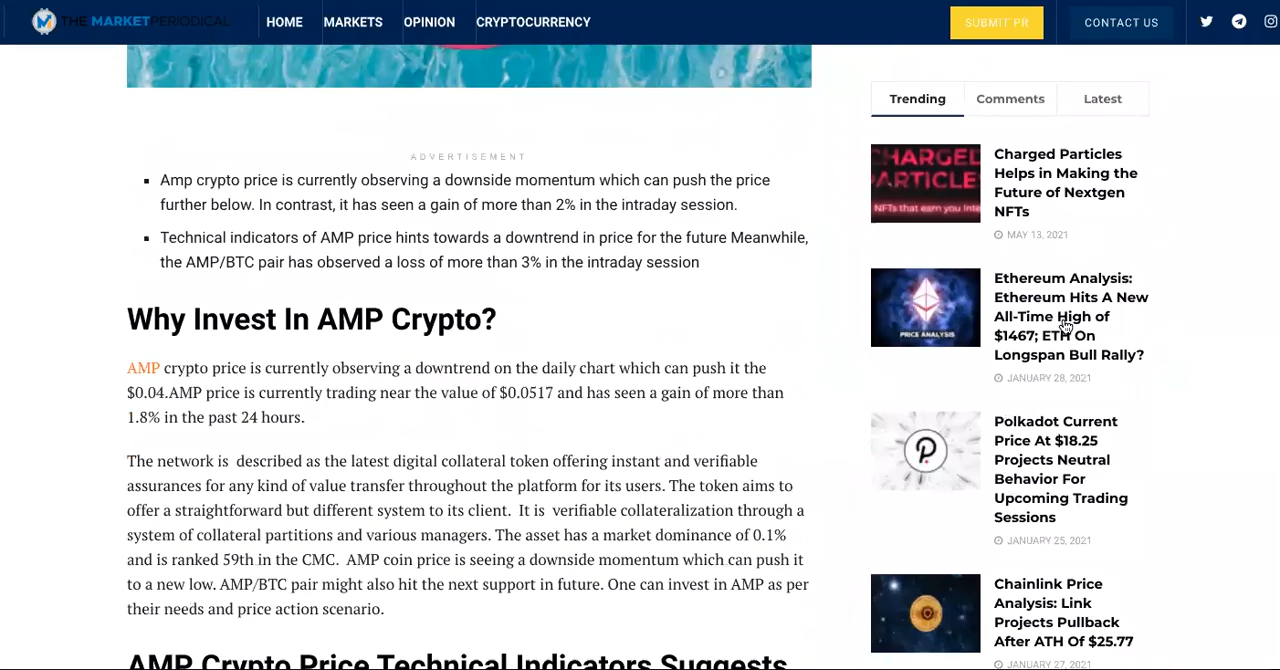 THE MARKETPERIODICAL
HOME
MARKETS
OPINION
CRYPTOCURRENCY
SUBMIT PR
CONTACT US
ADVERTISEMENT
Amp crypto price is currently observing a downside momentum which can push the price
further below. In contrast, it has seen a gain of more than 2% in the intraday session.
Technical indicators of AMP price hints towards a downtrend in price for the future Meanwhile,
the AMP/BTC pair has observed a loss of more than 3% in the intraday session
Why Invest In AMP Crypto?
AMP crypto price is currently observing a downtrend on the daily chart which can push it the
$0.04.AMP price is currently trading near the value of $0.0517 and has seen a gain of more than
1.8% in the past 24 hours.
The network is  described as the latest digital collateral token offering instant and verifiable
assurances for any kind of value transfer throughout the platform for its users. The token aims to
offer a straightforward but different system to its client.  It is  verifiable collateralization through a
system of collateral partitions and various managers. The asset has a market dominance of 0.1%
and is ranked 59th in the CMC.  AMP coin price is seeing a downside momentum which can push it
to a new low. AMP/BTC pair might also hit the next support in future. One can invest in AMP as per
their needs and price action scenario.
AMP Crypto Price Technical Indicators Suggests
Trending
Comments
Latest
CHARGED
PARTICLE
NFTs that earn you Inte
Charged Particles
Helps in Making the
Future of Nextgen
NFTs
MAY 13, 2021
PRICE ANALYSIS
Ethereum Analysis:
Ethereum Hits A New
All-Time High of
$1467; ETH On
Longspan Bull Rally?
JANUARY 28, 2021
Polkadot Current
Price At $18.25
Projects Neutral
Behavior For
Upcoming Trading
Sessions
JANUARY 25, 2021
Chainlink Price
Analysis: Link
Projects Pullback
After ATH Of $25.77
JANUARY 27, 2021